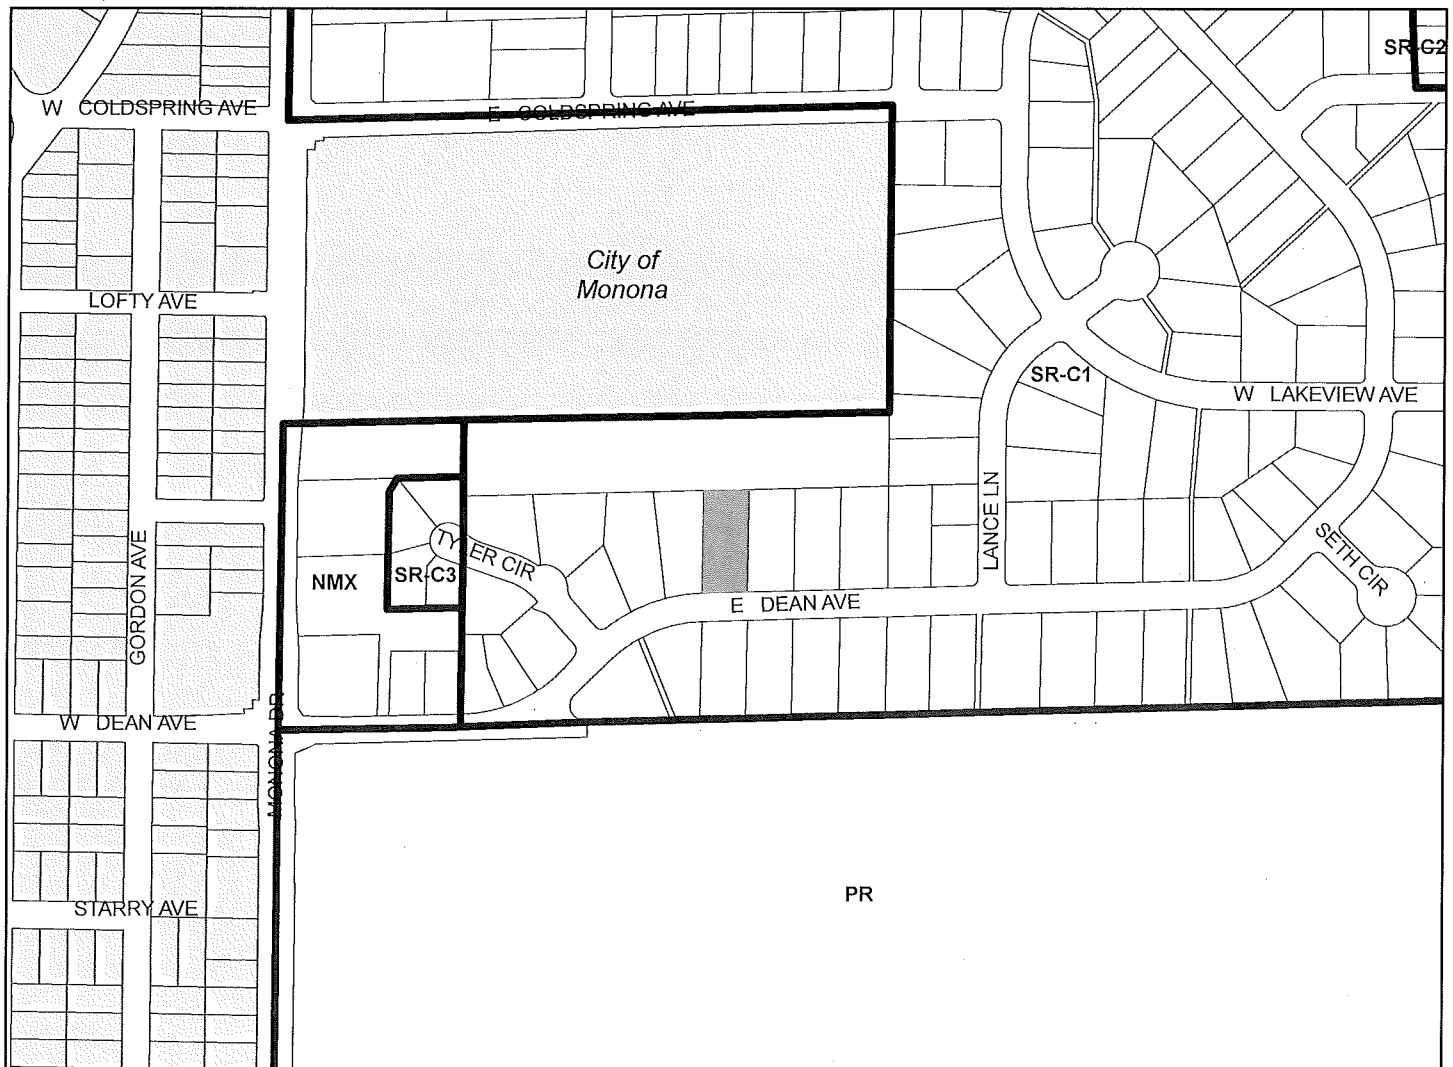 SR-C2
W COLDSPRING AVE
E COLDSPRING AVE
City of
Monona
LOFTY AVE
SR-C1
W LAKEVIEW AVE
LANCE LN
GORDON AVE
TYLER CIR
SETH CIR
NMX
SR-C3
E DEAN AVE
W DEAN AVE
MONONA DR
PR
STARRY AVE